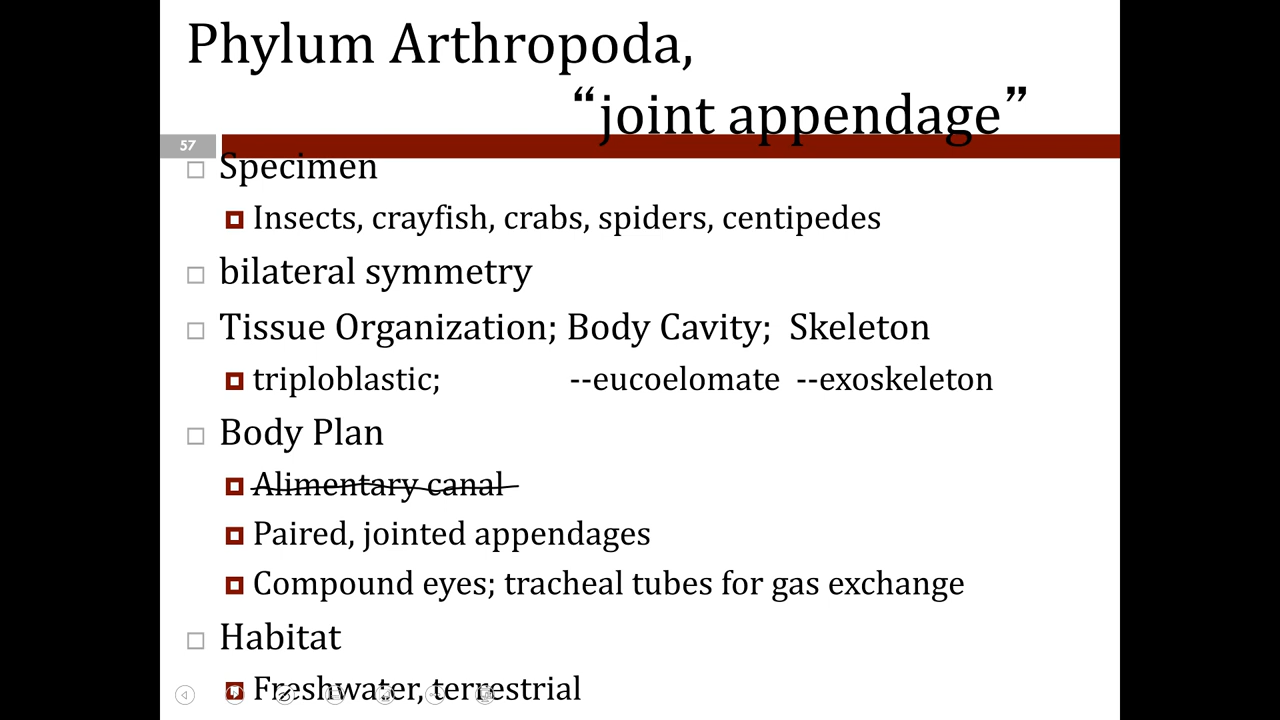 Phylum Arthropoda,
“joint appendage”
57
Specimen
Insects, crayfish, crabs, spiders, centipedes
bilateral symmetry
Tissue Organization; Body Cavity;  Skeleton
triploblastic; --eucoelomate --exoskeleton
Body Plan
Alimentary canal
Paired, jointed appendages
Compound eyes; tracheal tubes for gas exchange
Habitat
Freshwater, terrestrial